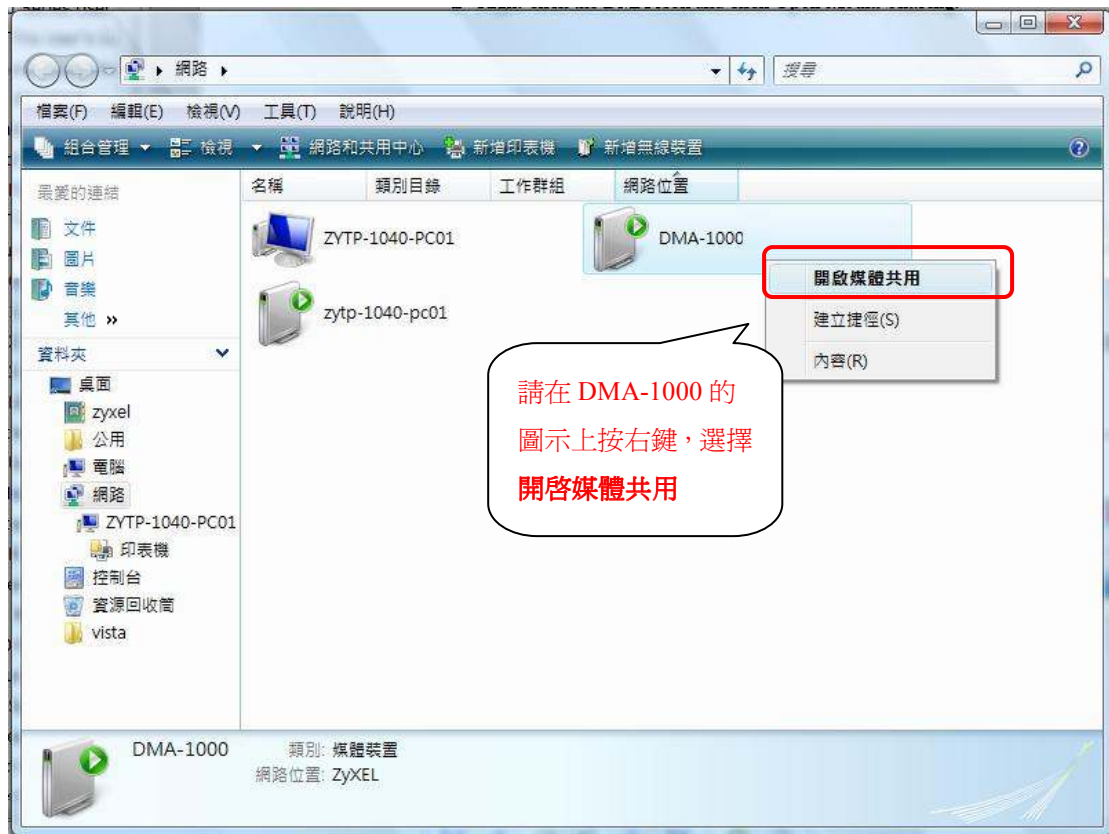 網路
搜尋
檔案(F) 編輯(E) 檢視(V) 工具(T) 說明(H)
組合管理 檢視 網路和共用中心 新增印表機 新增無線裝置
最愛的連結
文件
圖片
音樂
其他 »
資料夾
桌面
zyxel
公用
電腦
網路
ZYTP-1040-PC01
印表機
控制台
資源回收筒
vista
名稱 類別目錄 工作群組 網路位置
ZYTP-1040-PC01
DMA-1000
zytp-1040-pc01
開啟媒體共用
建立捷徑(S)
內容(R)
請在 DMA-1000 的
圖示上按右鍵，選擇
開啓媒體共用
DMA-1000
類別: 媒體裝置
網路位置: ZyXEL